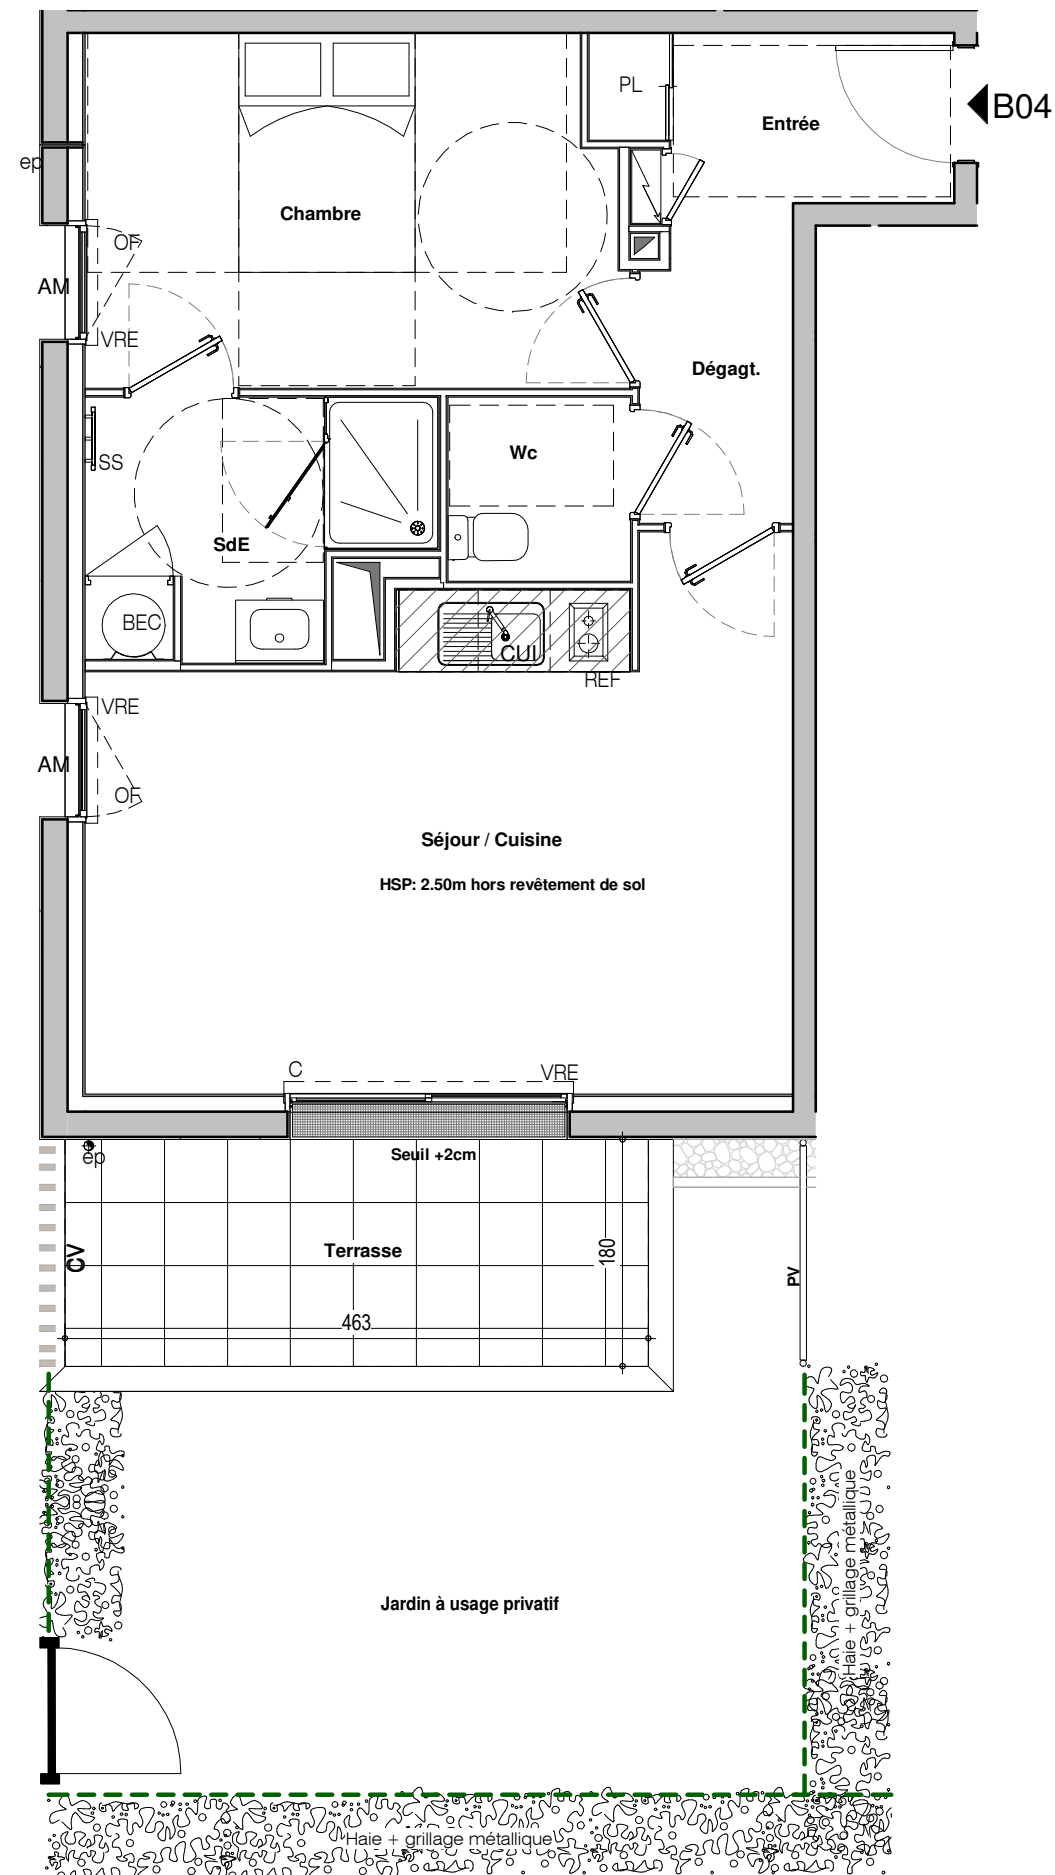 PL
B04
Entrée
ep
Chambre
OF
AM
VRE
Dégagt.
Wc
SS
SdE
BEC
CUI
REF
VRE
AM
OF
Séjour / Cuisine
HSP: 2.50m hors revêtement de sol
C
VRE
Seuil +2cm
ep
Terrasse
CV
180
PV
463
Haie + grillage métallique
Jardin à usage privatif
Haie + grillage métallique